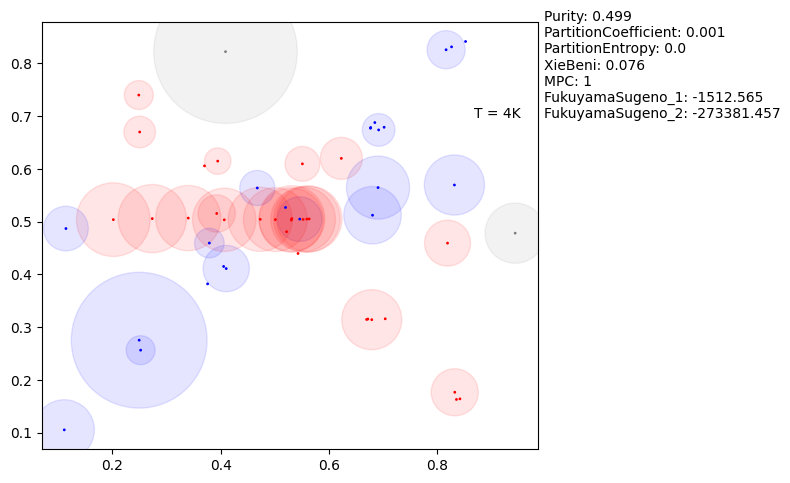 Purity: 0.499
PartitionCoefficient: 0.001
PartitionEntropy: 0.0
XieBeni: 0.076
MPC: 1
FukuyamaSugeno_1: -1512.565
FukuyamaSugeno_2: -273381.457
T = 4K
0.8
0.7
0.6
0.5
0.4
0.3
0.2
0.1
0.2 0.4 0.6 0.8